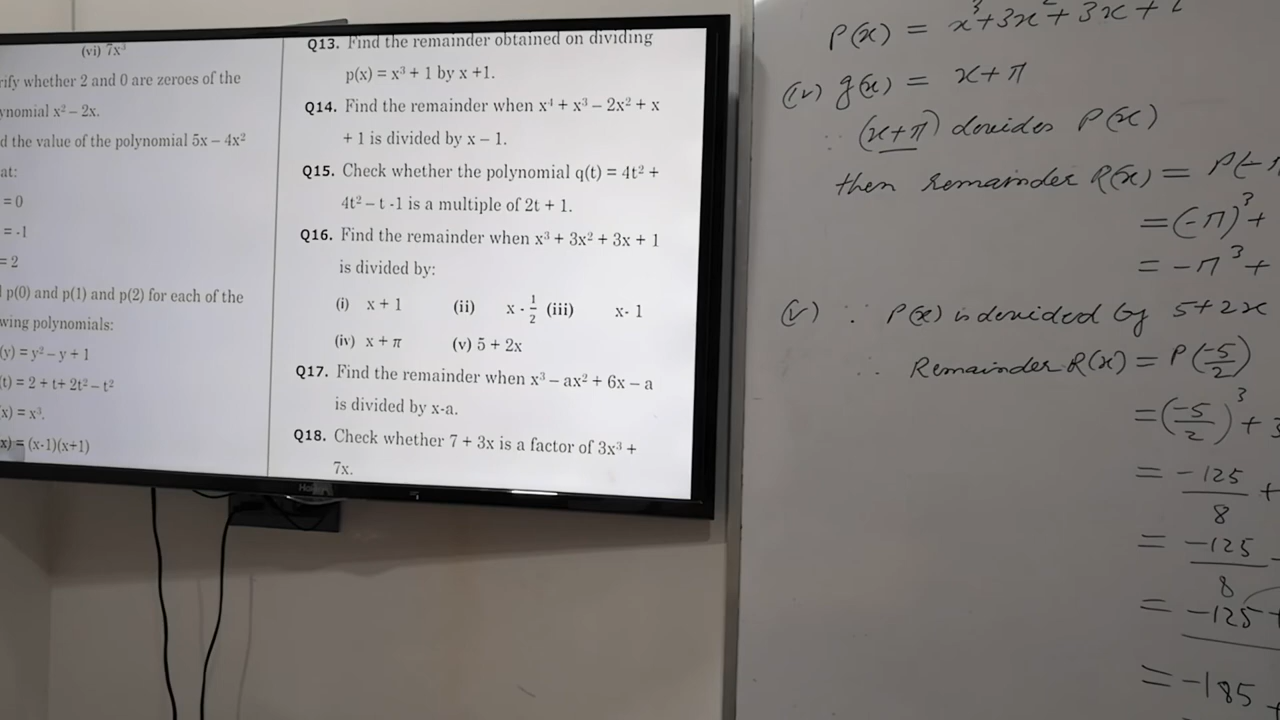 (vi) 7x³
rify whether 2 and 0 are zeroes of the
ynomial x² – 2x.
d the value of the polynomial 5x – 4x²
at:
= 0
= -1
= 2
p(0) and p(1) and p(2) for each of the
wing polynomials:
(y) = y² – y + 1
(t) = 2 + t+ 2t² – t²
(x) = x³.
x) = (x-1)(x+1)
Q13. Find the remainder obtained on dividing
p(x) = x³ + 1 by x +1.
Q14. Find the remainder when x⁴ + x³ – 2x² + x
+ 1 is divided by x – 1.
Q15. Check whether the polynomial q(t) = 4t² +
4t² – t -1 is a multiple of 2t + 1.
Q16. Find the remainder when x³ + 3x² + 3x + 1
is divided by:
(i) x + 1 (ii) x - 1/2 (iii) x- 1
(iv) x + π (v) 5 + 2x
Q17. Find the remainder when x³ – ax² + 6x – a
is divided by x-a.
Q18. Check whether 7 + 3x is a factor of 3x³ +
7x.
P(x) = x³+3x²+3x+1
(iv) g(x) = x+π
∵ (x+π) devides P(x)
then remainder R(x) = P(-π
= (-π)³ +
= -π³ +
(v) ∵ P(x) is devided by 5+2x
∴ Remainder R(x) = P(-5/2)
= (-5/2)³ + 3
= -125/8 +
= -125/8
= -125 +
= -185 +